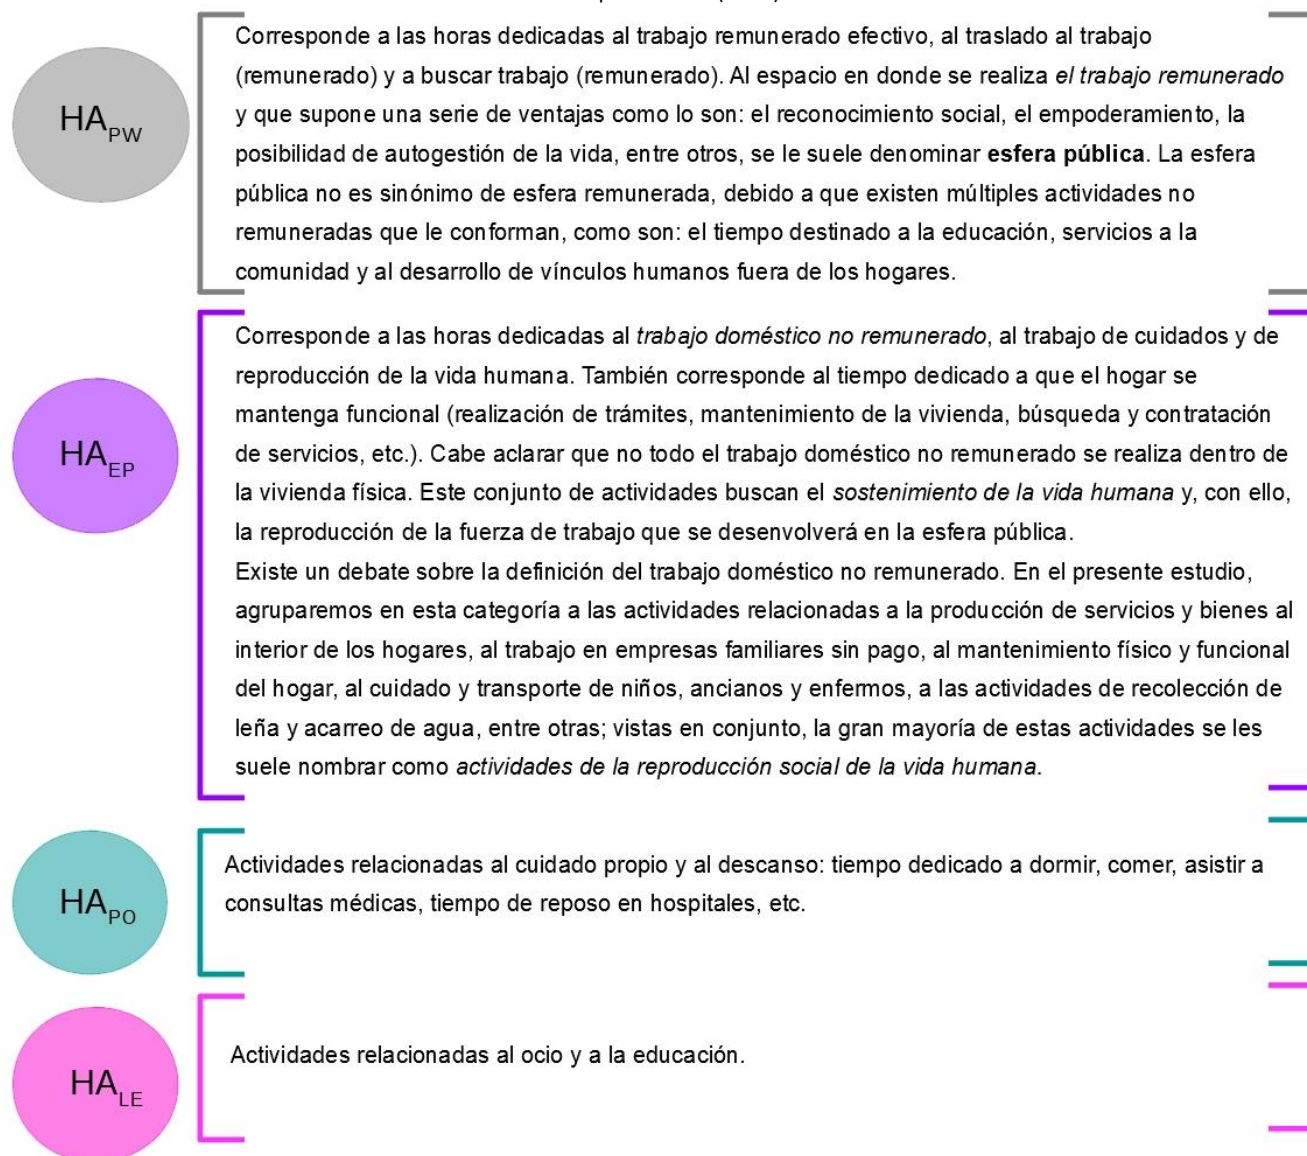 Corresponde a las horas dedicadas al trabajo remunerado efectivo, al traslado al trabajo
(remunerado) y a buscar trabajo (remunerado). Al espacio en donde se realiza el trabajo remunerado
y que supone una serie de ventajas como lo son: el reconocimiento social, el empoderamiento, la
HA_PW
posibilidad de autogestión de la vida, entre otros, se le suele denominar esfera pública. La esfera
pública no es sinónimo de esfera remunerada, debido a que existen múltiples actividades no
remuneradas que le conforman, como son: el tiempo destinado a la educación, servicios a la
comunidad y al desarrollo de vínculos humanos fuera de los hogares.
Corresponde a las horas dedicadas al trabajo doméstico no remunerado, al trabajo de cuidados y de
reproducción de la vida humana. También corresponde al tiempo dedicado a que el hogar se
mantenga funcional (realización de trámites, mantenimiento de la vivienda, búsqueda y contratación
HA_EP
de servicios, etc.). Cabe aclarar que no todo el trabajo doméstico no remunerado se realiza dentro de
la vivienda física. Este conjunto de actividades buscan el sostenimiento de la vida humana y, con ello,
la reproducción de la fuerza de trabajo que se desenvolverá en la esfera pública.
Existe un debate sobre la definición del trabajo doméstico no remunerado. En el presente estudio,
agruparemos en esta categoría a las actividades relacionadas a la producción de servicios y bienes al
interior de los hogares, al trabajo en empresas familiares sin pago, al mantenimiento físico y funcional
del hogar, al cuidado y transporte de niños, ancianos y enfermos, a las actividades de recolección de
leña y acarreo de agua, entre otras; vistas en conjunto, la gran mayoría de estas actividades se les
suele nombrar como actividades de la reproducción social de la vida humana.
HA_PO
Actividades relacionadas al cuidado propio y al descanso: tiempo dedicado a dormir, comer, asistir a
consultas médicas, tiempo de reposo en hospitales, etc.
HA_LE
Actividades relacionadas al ocio y a la educación.